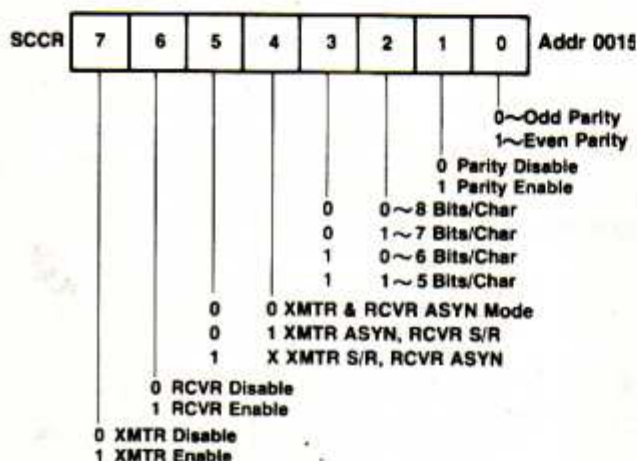 SCCR 7 6 5 4 3 2 1 0 Addr 0015
0~Odd Parity
1~Even Parity
0 Parity Disable
1 Parity Enable
0 0~8 Bits/Char
0 1~7 Bits/Char
1 0~6 Bits/Char
1 1~5 Bits/Char
0 0 XMTR & RCVR ASYN Mode
0 1 XMTR ASYN, RCVR S/R
1 X XMTR S/R, RCVR ASYN
0 RCVR Disable
1 RCVR Enable
0 XMTR Disable
1 XMTR Enable